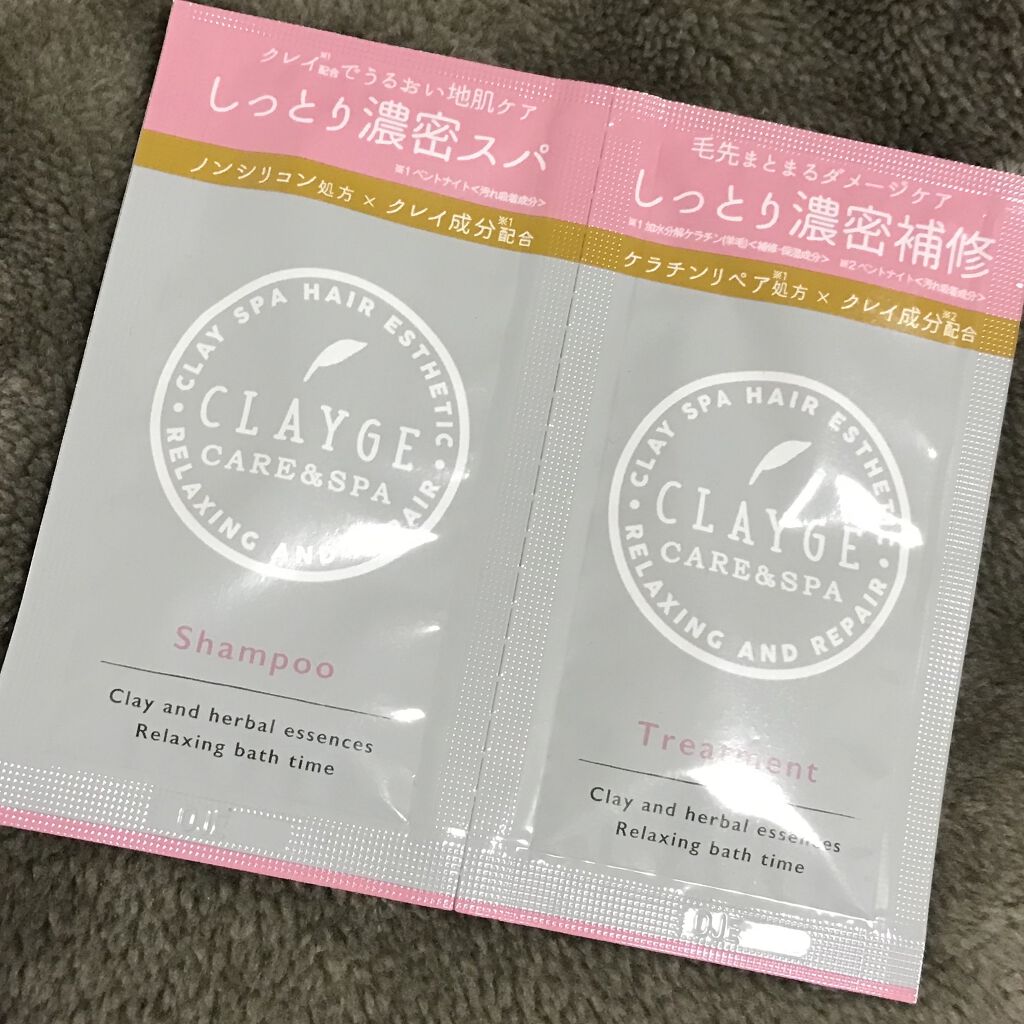 クレイ※1配合でうるおい地肌ケア
しっとり濃密スパ
※1 ベントナイト<汚れ吸着成分>
ノンシリコン処方 × クレイ成分※1配合
CLAY SPA HAIR ESTHETIC
CLAYGE
CARE&SPA
RELAXING AND REPAIR
Shampoo
Clay and herbal essences
Relaxing bath time
毛先まとまるダメージケア
しっとり濃密補修
※1 加水分解ケラチン(羊毛)<補修・保湿成分> ※2 ベントナイト<汚れ吸着成分>
ケラチンリペア※1処方 × クレイ成分※2配合
CLAY SPA HAIR ESTHETIC
CLAYGE
CARE&SPA
RELAXING AND REPAIR
Treatment
Clay and herbal essences
Relaxing bath time